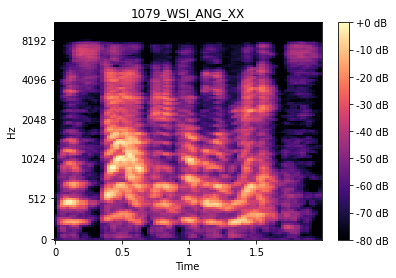 1079_WSI_ANG_XX
8192
4096
2048
1024
512
0
Hz
0
0.5
1
1.5
Time
+0 dB
-10 dB
-20 dB
-30 dB
-40 dB
-50 dB
-60 dB
-70 dB
-80 dB